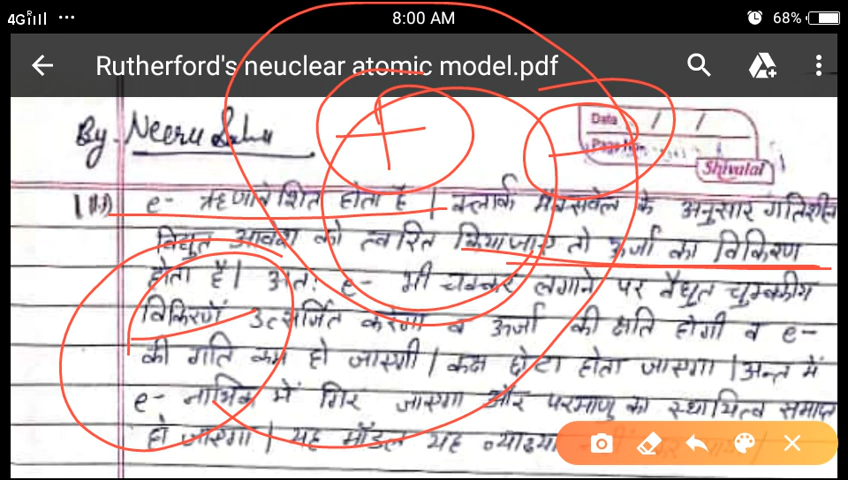 4G 8:00 AM 68%
Rutherford's neuclear atomic model.pdf
By. Neeru Sahu
Date
Page No.
Shivalal
(111) e- ऋणावेशित होता है | क्लार्क मैक्सवेल के अनुसार गतिशील
विद्युत आवेश को त्वरित किया जाए तो ऊर्जा का विकिरण
होता है | अतः e- भी चक्कर लगाने पर वैद्युत चुम्बकीय
विकिरणें उत्सर्जित करेगा व ऊर्जा की क्षति होगी व e-
की गति कम हो जाएगी | कक्ष छोटा होता जाएगा | अन्त में
e- नाभिक में गिर जाएगा और परमाणु का स्थायित्व समाप्त
हो जाएगा | यह मॉडल यह व्याख्या